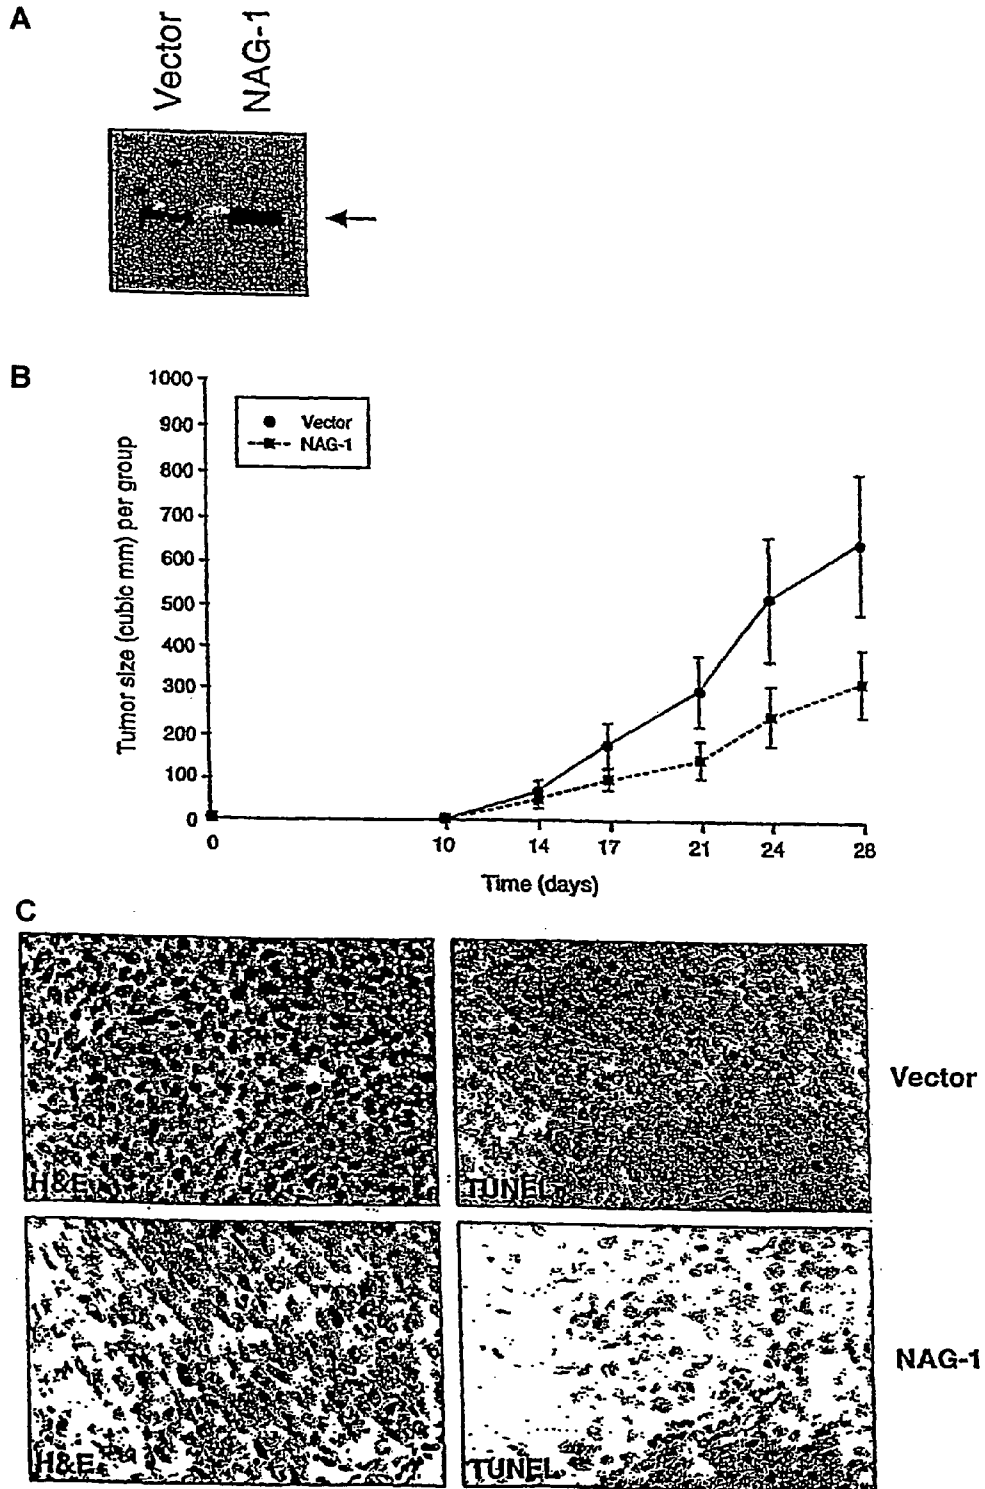 A
Vector
NAG-1
B
Tumor size (cubic mm) per group
1000
900
800
700
600
500
400
300
200
100
0
Vector
NAG-1
0 10 14 17 21 24 28
Time (days)
C
H&E
TUNEL
Vector
H&E
TUNEL
NAG-1